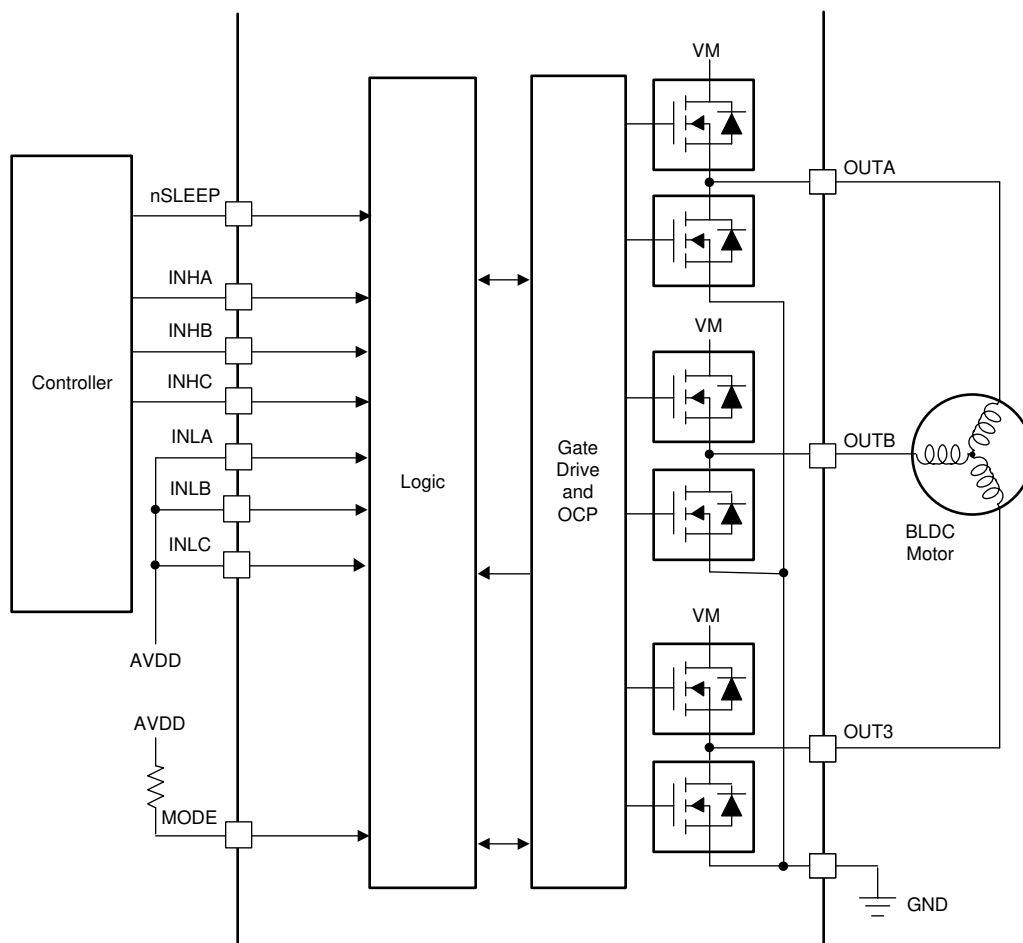 VM
OUTA
nSLEEP
INHA
INHB
INHC
Controller
INLA
INLB
INLC
AVDD
AVDD
MODE
Logic
Gate
Drive
and
OCP
VM
OUTB
BLDC
Motor
VM
OUT3
GND